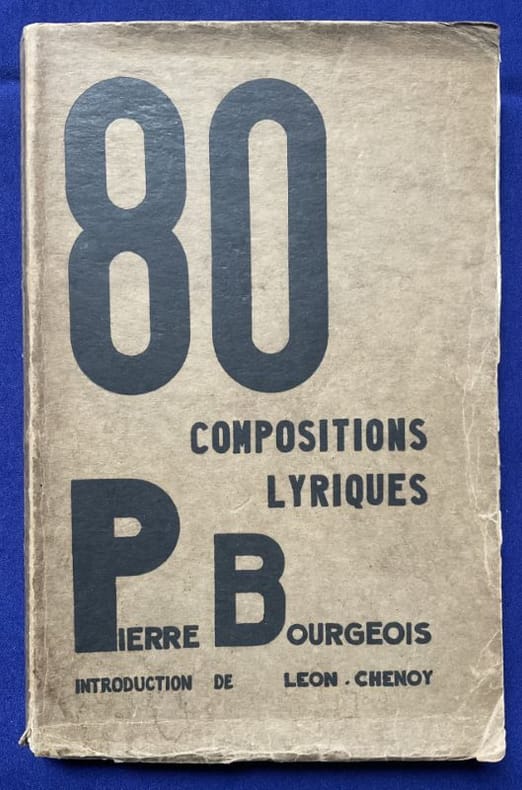 80
COMPOSITIONS
LYRIQUES
PIERRE BOURGEOIS
INTRODUCTION DE LEON . CHENOY